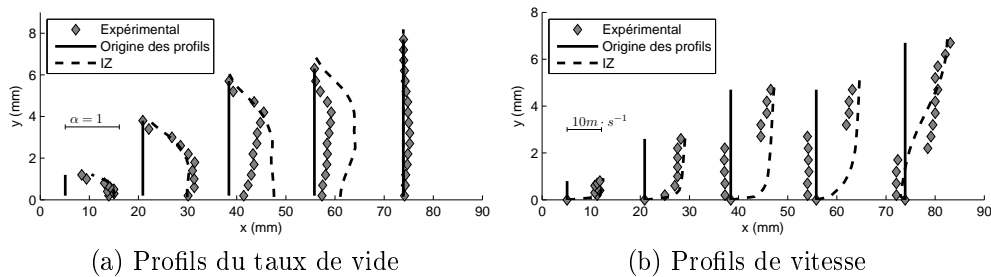 Expérimental
Origine des profils
IZ
α = 1
y (mm)
8
6
4
2
0
0 10 20 30 40 50 60 70 80 90
x (mm)
(a) Profils du taux de vide
Expérimental
Origine des profils
IZ
10m · s⁻¹
y (mm)
8
6
4
2
0
0 10 20 30 40 50 60 70 80 90
x (mm)
(b) Profils de vitesse